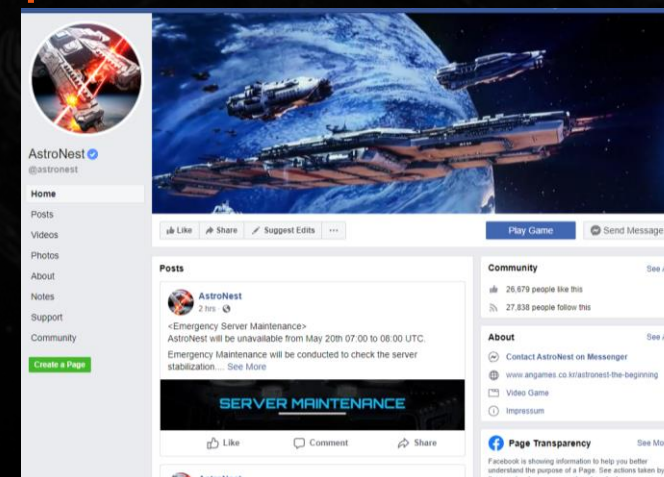 AstroNest
@astronest
Home
Posts
Videos
Photos
About
Notes
Support
Community
Create a Page
Like
Share
Suggest Edits
Play Game
Send Message
Posts
AstroNest
2 hrs
<Emergency Server Maintenance>
AstroNest will be unavailable from May 20th 07:00 to 08:00 UTC.
Emergency Maintenance will be conducted to check the server
stabilization.... See More
SERVER MAINTENANCE
Like
Comment
Share
Community
See
26,679 people like this
27,838 people follow this
About
See
Contact AstroNest on Messenger
www.angames.co.kr/astronest-the-beginning
Video Game
Impressum
Page Transparency
See Mo
Facebook is showing information to help you better
understand the purpose of a Page. See actions taken by